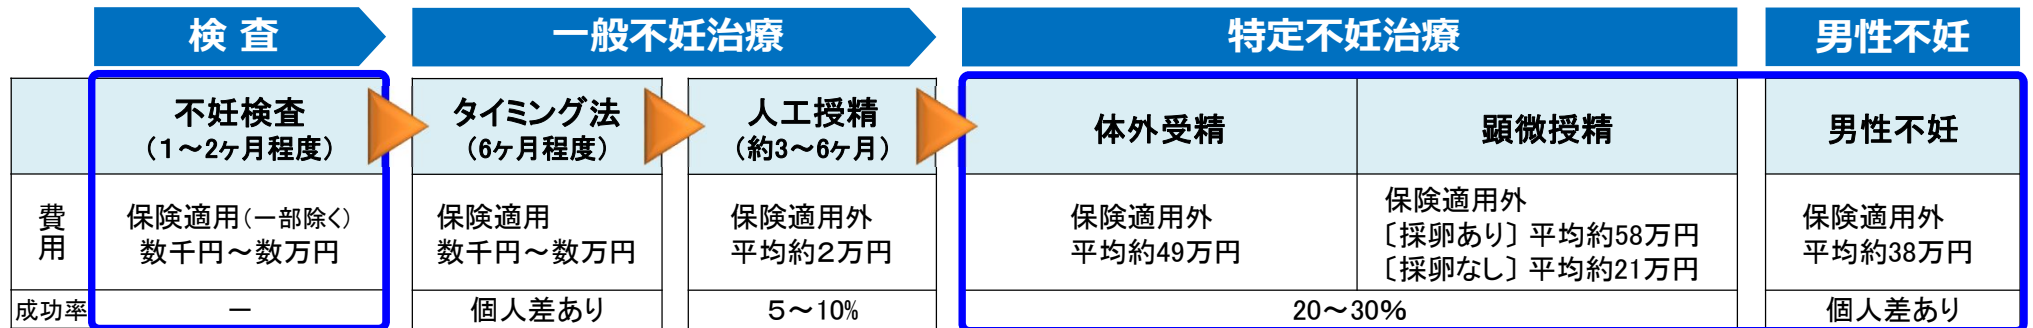 検 査
一般不妊治療
特定不妊治療
男性不妊
不妊検査
（１～2ヶ月程度）
タイミング法
（6ヶ月程度）
人工授精
（約3～6ヶ月）
体外受精
顕微授精
男性不妊
費用
保険適用（一部除く）
数千円～数万円
保険適用
数千円～数万円
保険適用外
平均約２万円
保険適用外
平均約49万円
保険適用外
〔採卵あり〕平均約58万円
〔採卵なし〕平均約21万円
保険適用外
平均約38万円
成功率
－
個人差あり
５～10%
20～30％
個人差あり